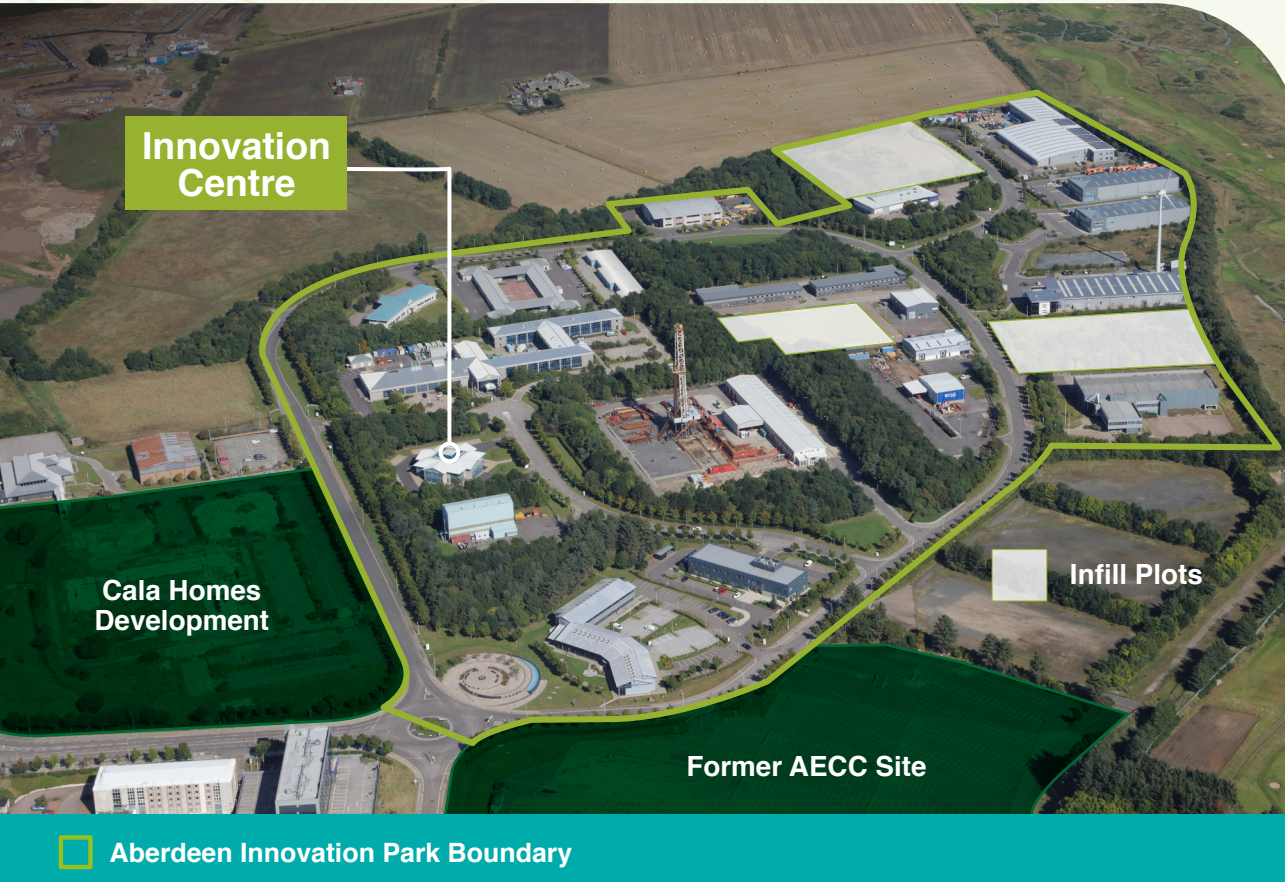 Innovation
Centre
Cala Homes
Development
Infill Plots
Former AECC Site
Aberdeen Innovation Park Boundary